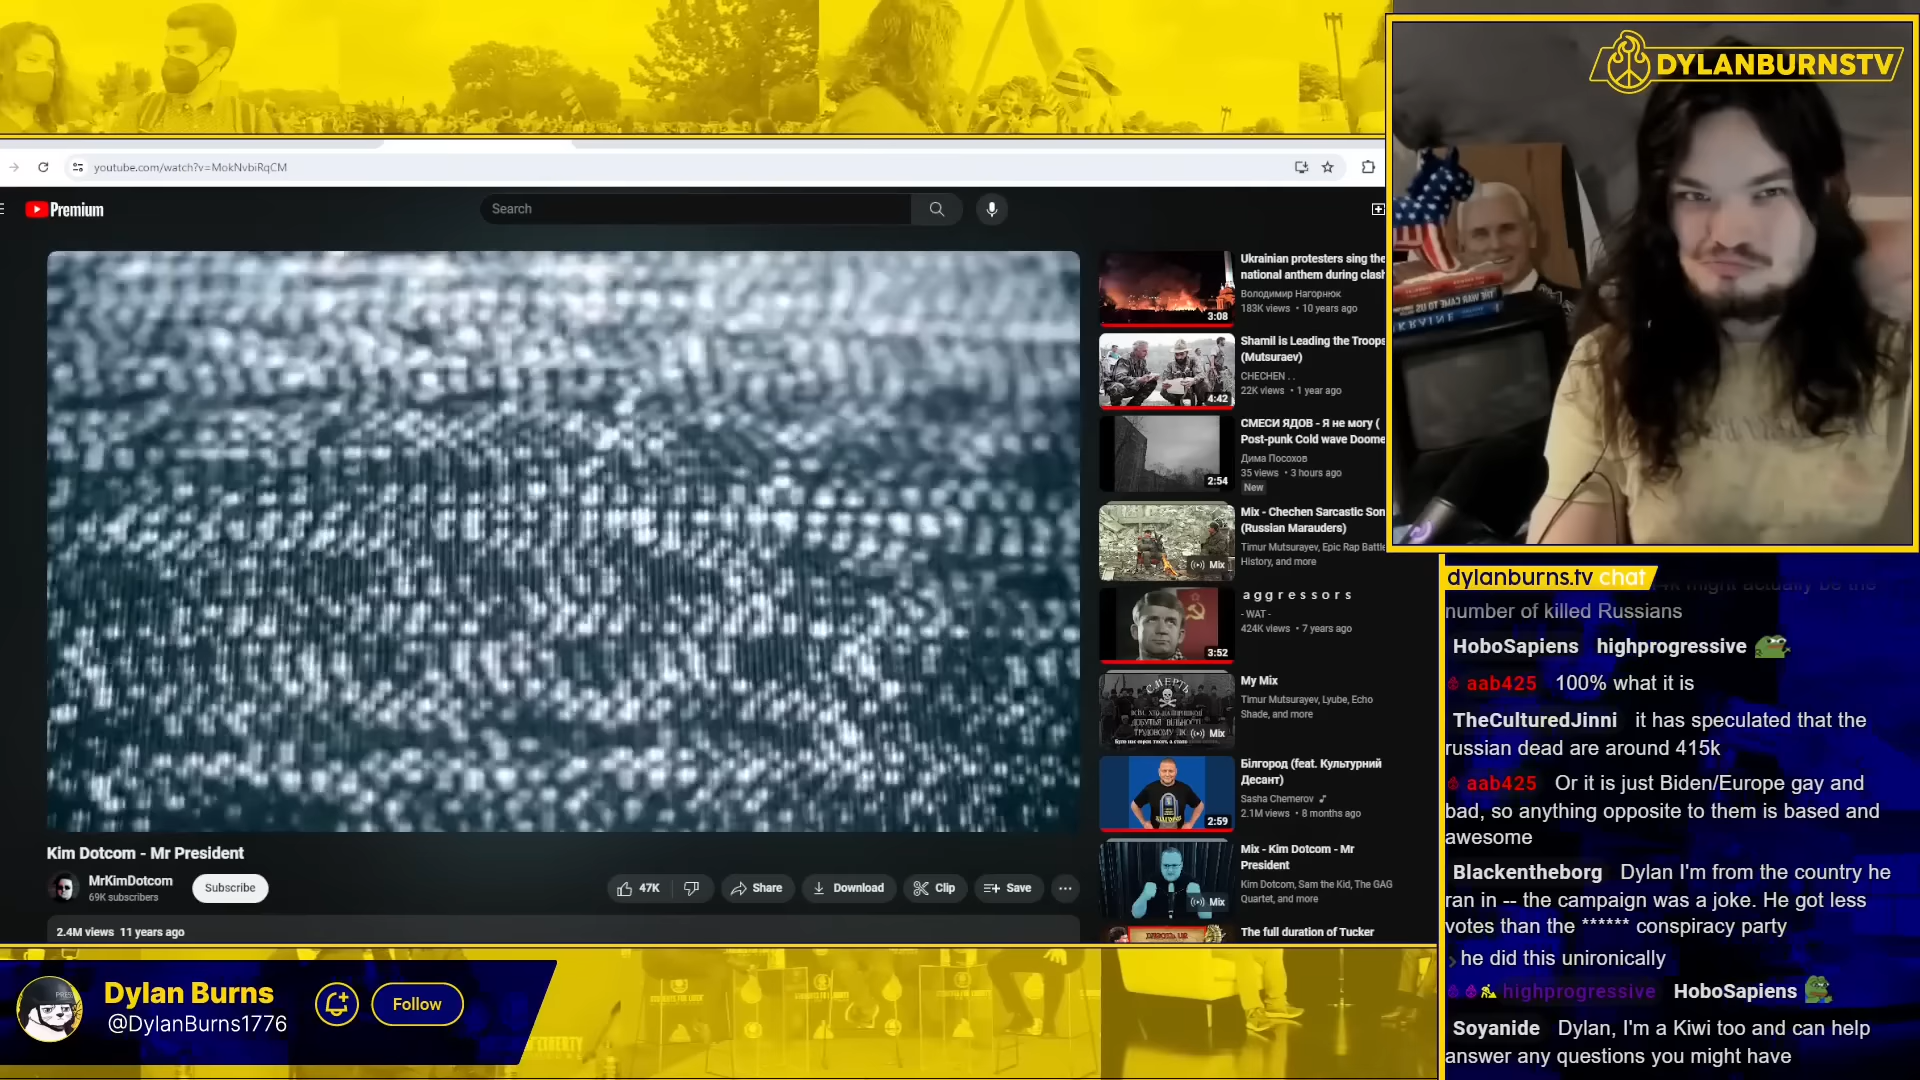 DYLANBURNSTV
youtube.com/watch?v=MokNvbiRqCM
Premium
Search
Ukrainian protesters sing the
national anthem during clash
Володимир Нагорнюк
183K views • 10 years ago
3:08
Shamil is Leading the Troops
(Mutsuraev)
CHECHEN . .
22K views • 1 year ago
4:42
СМЕСИ ЯДОВ - Я не могу (
Post-punk Cold wave Doome
Дима Посохов
35 views • 3 hours ago
New
2:54
Mix - Chechen Sarcastic Son
(Russian Marauders)
Timur Mutsurayev, Epic Rap Battle
History, and more
Mix
a g g r e s s o r s
- WAT -
424K views • 7 years ago
3:52
My Mix
Timur Mutsurayev, Lyube, Echo
Shade, and more
СМЕРТЬ
Mix
Білгород (feat. Культурний
Десант)
Sasha Chemerov
2.1M views • 8 months ago
2:59
Mix - Kim Dotcom - Mr
President
Kim Dotcom, Sam the Kid, The GAG
Quartet, and more
Mix
The full duration of Tucker
Kim Dotcom - Mr President
MrKimDotcom
69K subscribers
Subscribe
47K
Share
Download
Clip
Save
2.4M views 11 years ago
Dylan Burns
@DylanBurns1776
Follow
dylanburns.tv chat
might actually be the
number of killed Russians
HoboSapiens highprogressive
aab425 100% what it is
TheCulturedJinni it has speculated that the
russian dead are around 415k
aab425 Or it is just Biden/Europe gay and
bad, so anything opposite to them is based and
awesome
Blackentheborg Dylan I'm from the country he
ran in -- the campaign was a joke. He got less
votes than the ****** conspiracy party
he did this unironically
highprogressive HoboSapiens
Soyanide Dylan, I'm a Kiwi too and can help
answer any questions you might have